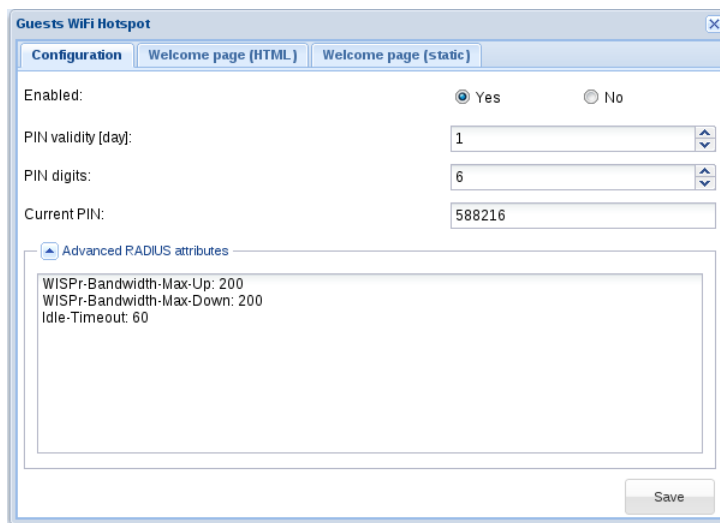 Guests WiFi Hotspot
Configuration Welcome page (HTML) Welcome page (static)
Enabled: Yes No
PIN validity [day]: 1
PIN digits: 6
Current PIN: 588216
Advanced RADIUS attributes
WISPr-Bandwidth-Max-Up: 200
WISPr-Bandwidth-Max-Down: 200
Idle-Timeout: 60
Save